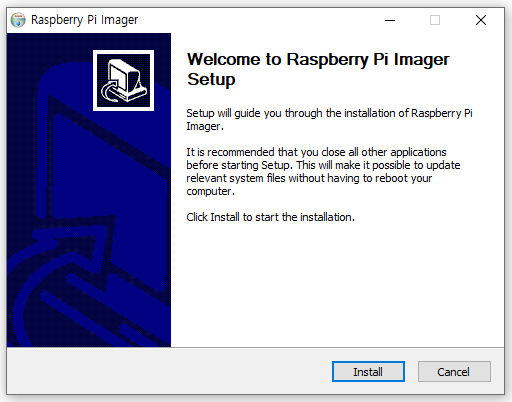 Raspberry Pi Imager
Welcome to Raspberry Pi Imager
Setup
Setup will guide you through the installation of Raspberry Pi
Imager.
It is recommended that you close all other applications
before starting Setup. This will make it possible to update
relevant system files without having to reboot your
computer.
Click Install to start the installation.
Install
Cancel